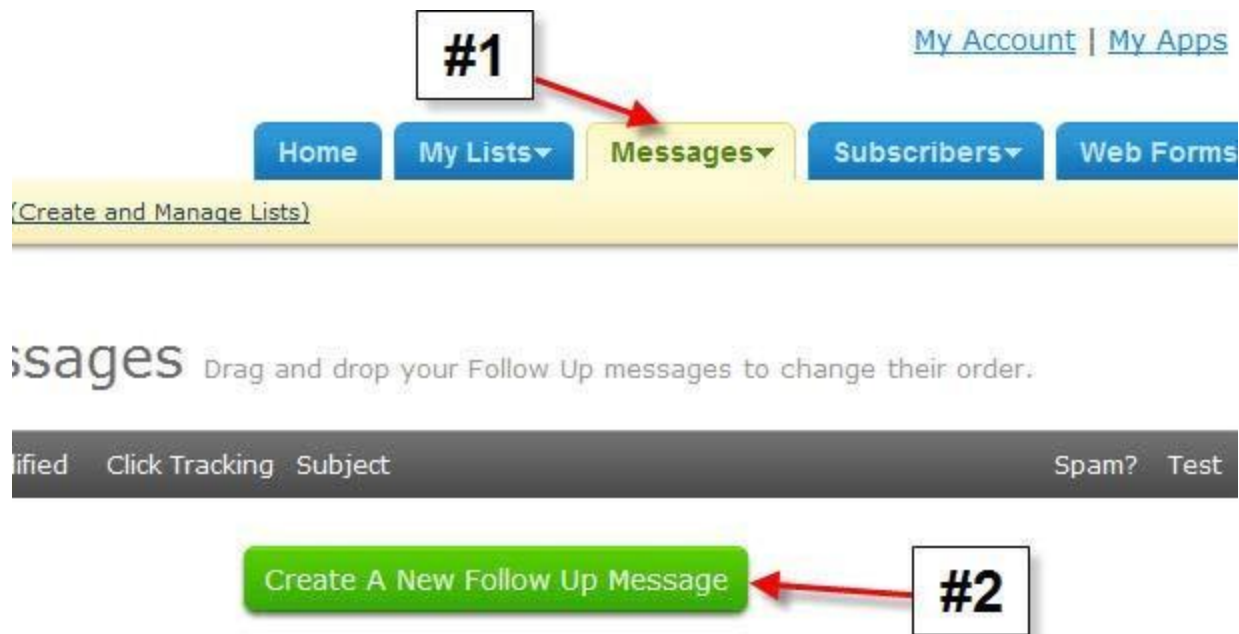 #1
My Account | My Apps
Home My Lists Messages Subscribers Web Forms
(Create and Manage Lists)
ssages Drag and drop your Follow Up messages to change their order.
lified Click Tracking Subject Spam? Test
Create A New Follow Up Message
#2